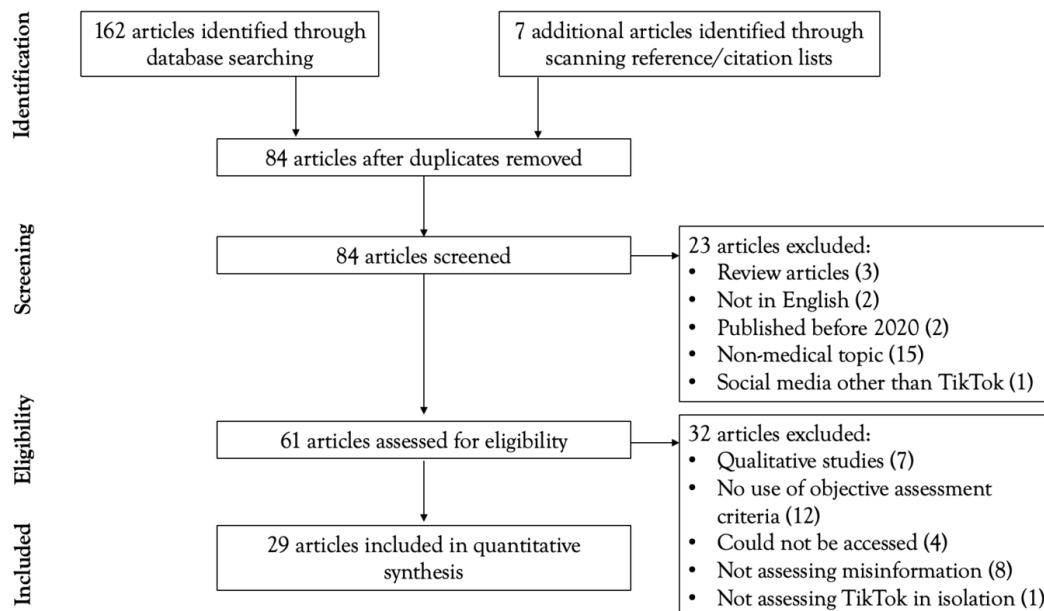 Identification
162 articles identified through
database searching
7 additional articles identified through
scanning reference/citation lists
84 articles after duplicates removed
Screening
84 articles screened
23 articles excluded:
• Review articles (3)
• Not in English (2)
• Published before 2020 (2)
• Non-medical topic (15)
• Social media other than TikTok (1)
Eligibility
61 articles assessed for eligibility
32 articles excluded:
• Qualitative studies (7)
• No use of objective assessment
criteria (12)
• Could not be accessed (4)
• Not assessing misinformation (8)
• Not assessing TikTok in isolation (1)
Included
29 articles included in quantitative
synthesis